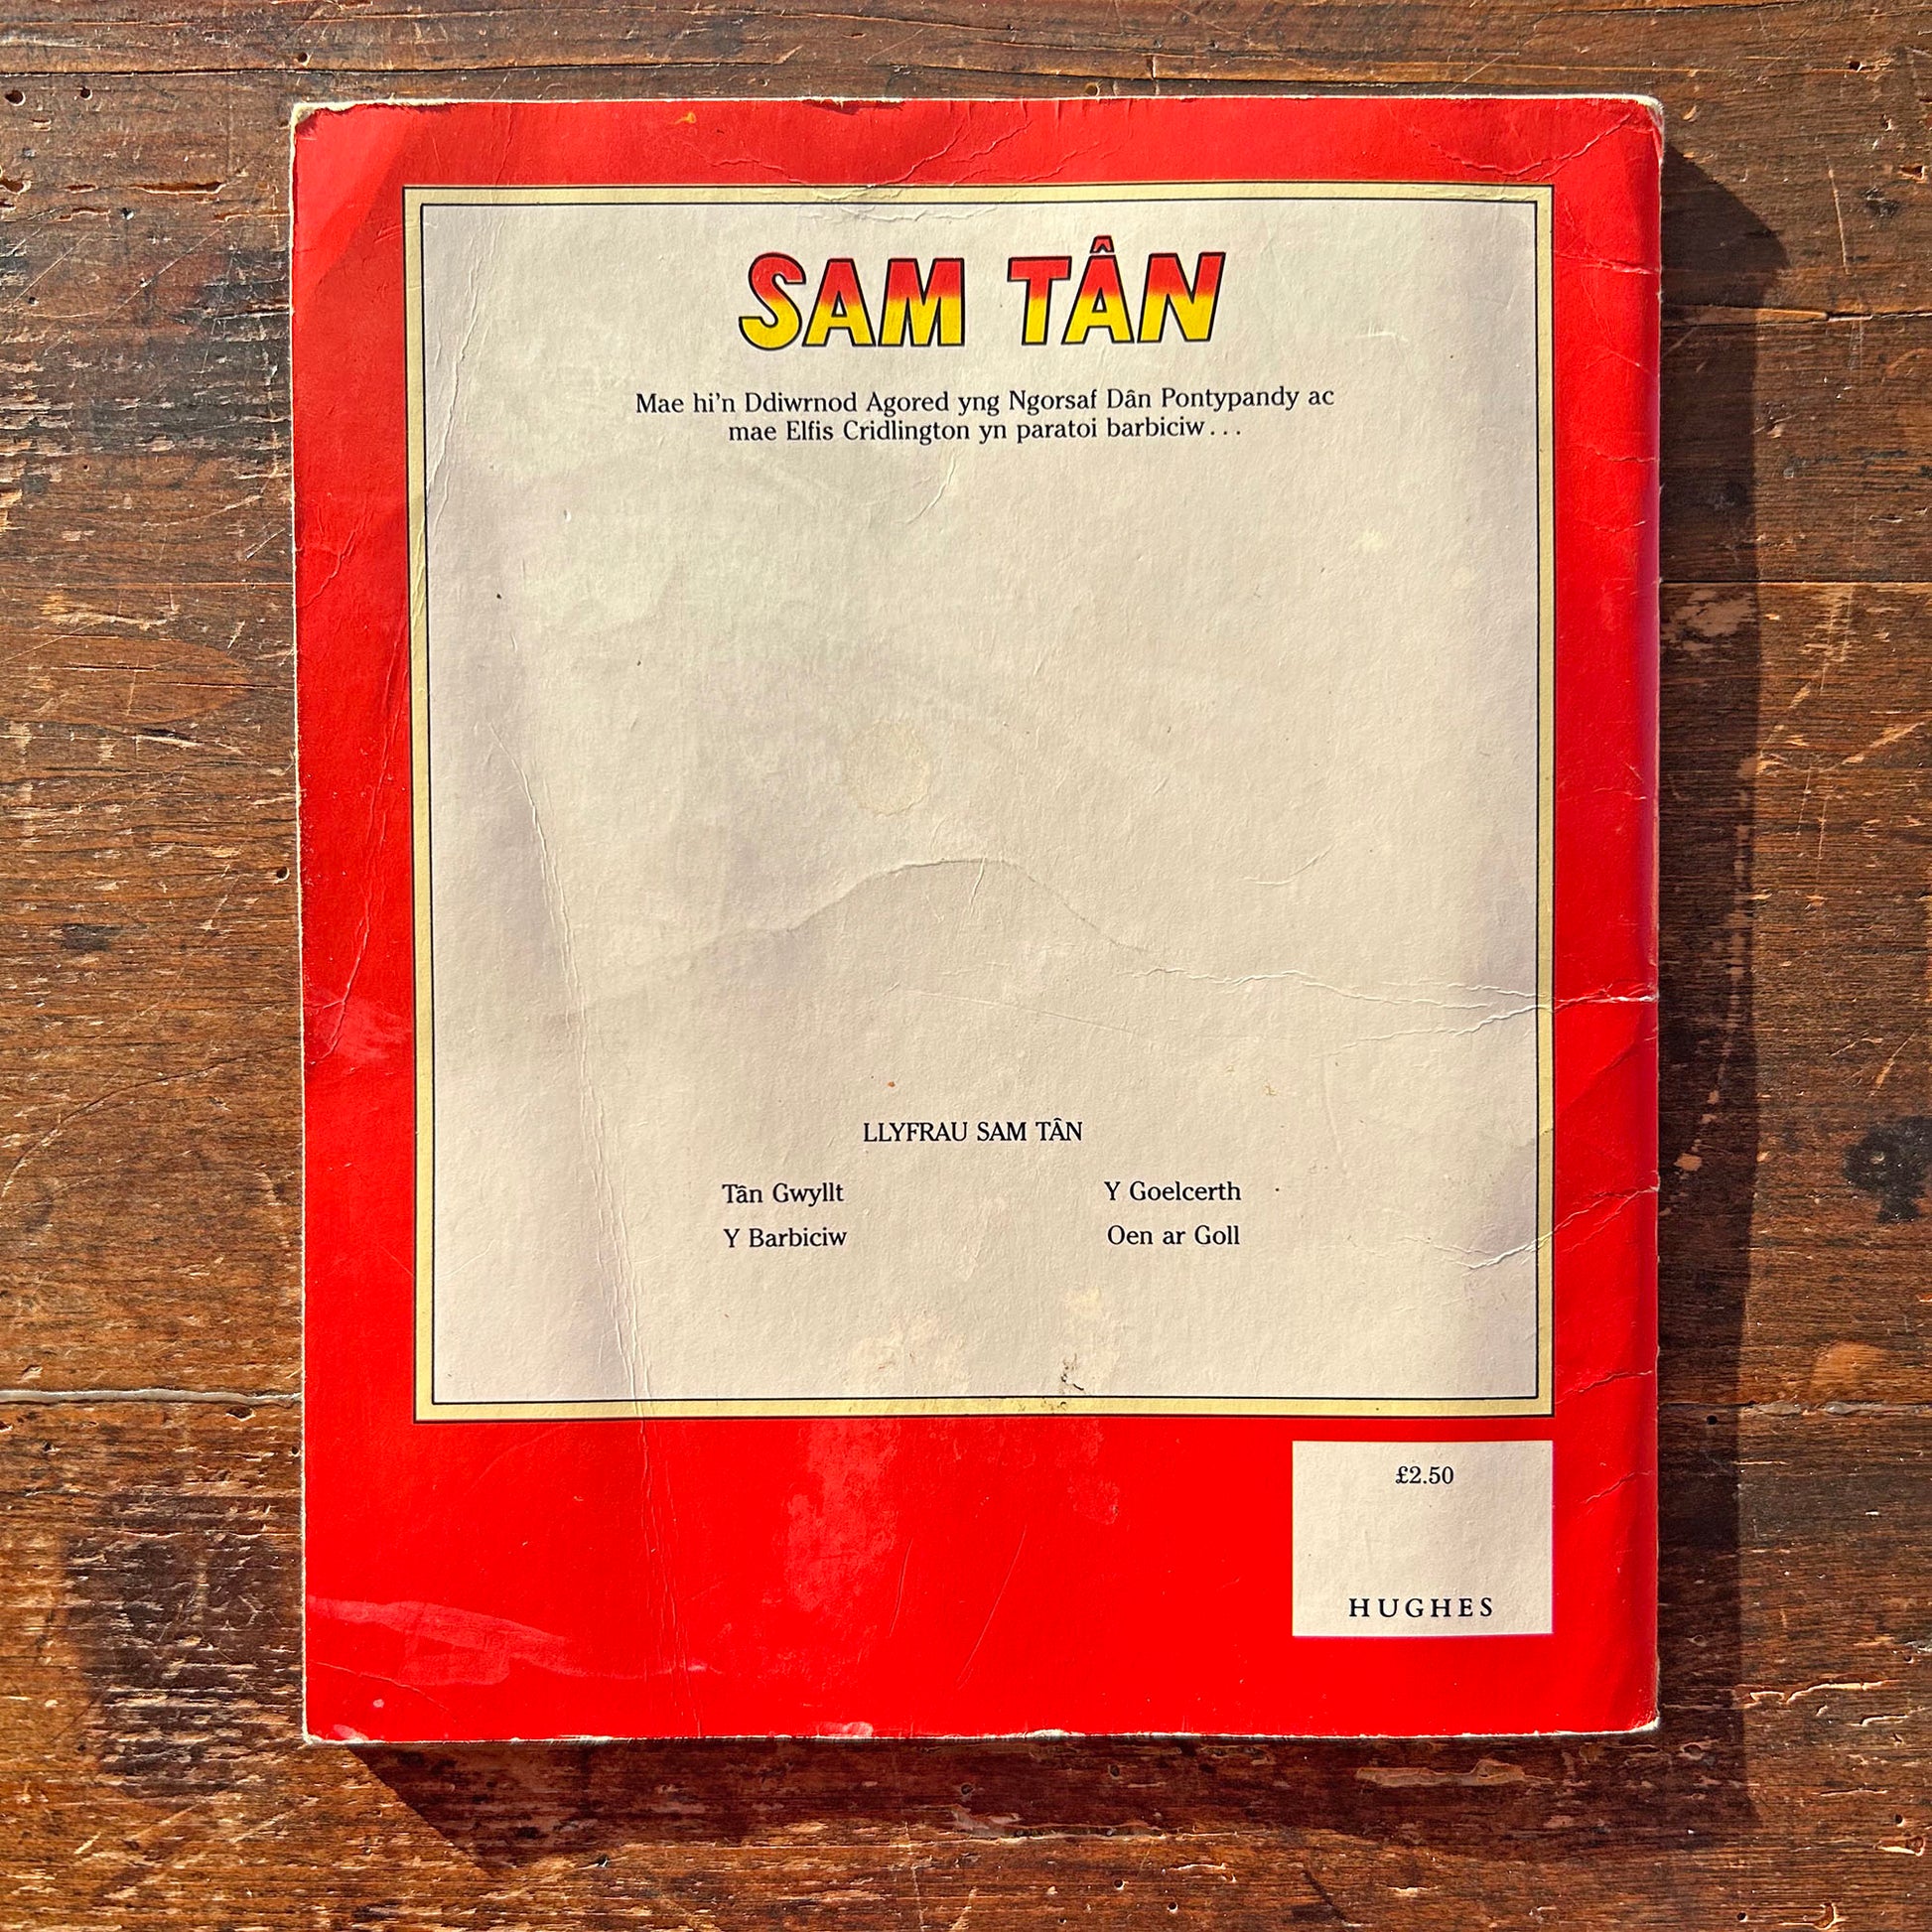 SAM TÂN
Mae hi'n Ddiwrnod Agored yng Ngorsaf Dân Pontypandy ac
mae Elfis Cridlington yn paratoi barbiciw...
LLYFRAU SAM TÂN
Tân Gwyllt
Y Barbiciw
Y Goelcerth
Oen ar Goll
£2.50
HUGHES